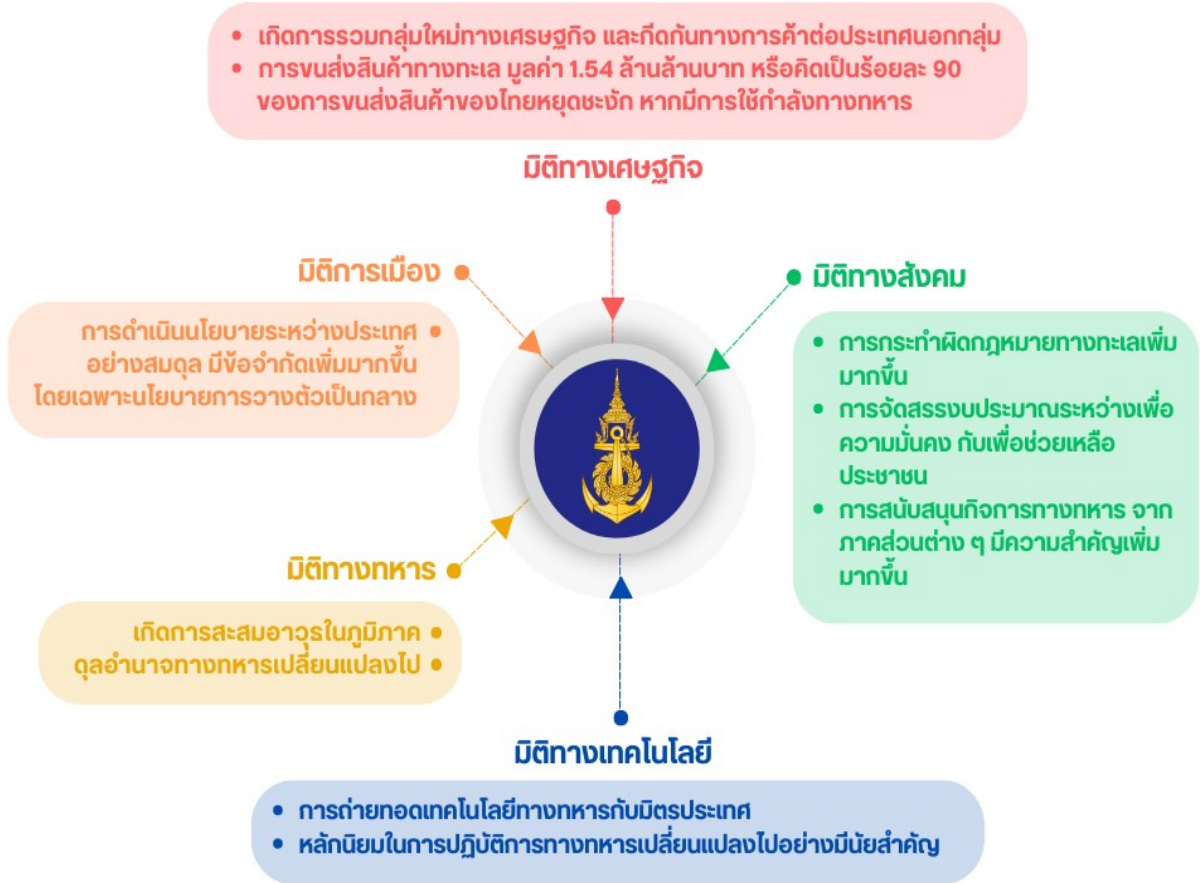 • เกิดการรวมกลุ่มใหม่ทางเศรษฐกิจ และกีดกันทางการค้าต่อประเทศนอกกลุ่ม
• การขนส่งสินค้าทางทะเล มูลค่า 1.54 ล้านล้านบาท หรือคิดเป็นร้อยละ 90
ของการขนส่งสินค้าของไทยหยุดชะงัก หากมีการใช้กำลังทางทหาร
มิติทางเศษฐกิจ
มิติการเมือง
การดำเนินนโยบายระหว่างประเทศ •
อย่างสมดุล มีข้อจำกัดเพิ่มมากขึ้น
โดยเฉพาะนโยบายการวางตัวเป็นกลาง
มิติทางสังคม
• การกระทำผิดกฎหมายทางทะเลเพิ่ม
มากขึ้น
• การจัดสรรงบประมาณระหว่างเพื่อ
ความมั่นคง กับเพื่อช่วยเหลือ
ประชาชน
• การสนับสนุนกิจการทางทหาร จาก
ภาคส่วนต่าง ๆ มีความสำคัญเพิ่ม
มากขึ้น
มิติทางทหาร
เกิดการสะสมอาวุธในภูมิภาค •
ดุลอำนาจทางทหารเปลี่ยนแปลงไป •
มิติทางเทคโนโลยี
• การถ่ายทอดเทคโนโลยีทางทหารกับมิตรประเทศ
• หลักนิยมในการปฏิบัติการทางทหารเปลี่ยนแปลงไปอย่างมีนัยสำคัญ